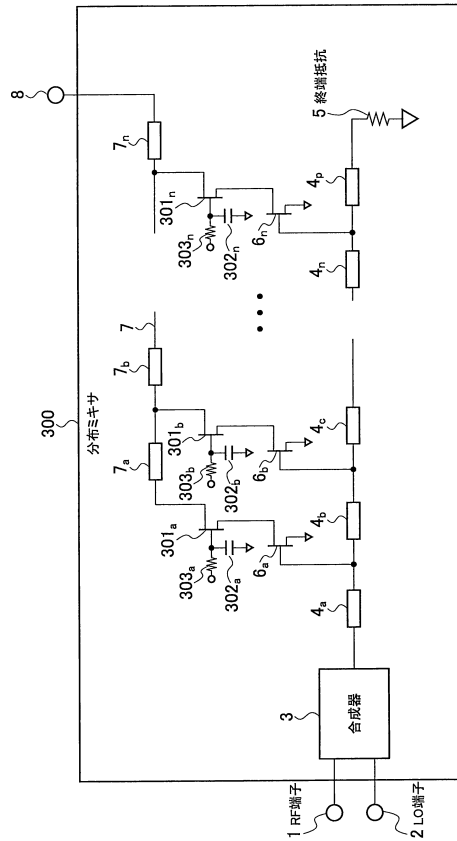 300
分布ミキサ
8
7a
7b
7
7n
301a
301b
301n
303a
303b
303n
302a
302b
302n
6a
6b
6n
•••
1 RF端子
2 LO端子
3
合成器
4a
4b
4c
4n
4p
5 終端抵抗